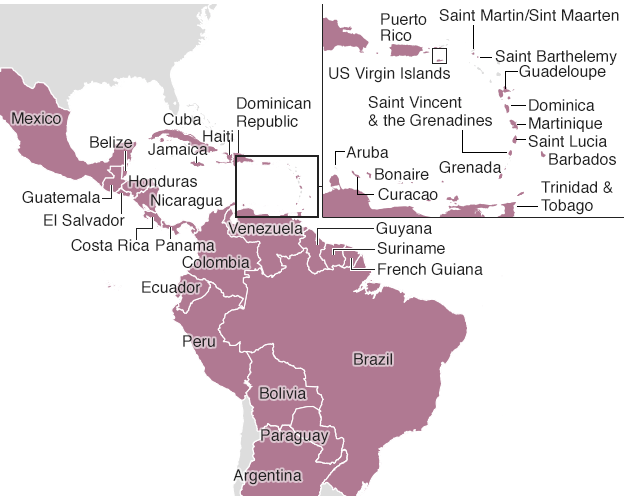 Puerto
Rico
Saint Martin/Sint Maarten
US Virgin Islands
Saint Barthelemy
Guadeloupe
Saint Vincent
& the Grenadines
Dominica
Martinique
Saint Lucia
Barbados
Aruba
Bonaire
Curacao
Grenada
Trinidad &
Tobago
Mexico
Cuba
Dominican
Republic
Haiti
Belize
Jamaica
Guatemala
Honduras
Nicaragua
El Salvador
Costa Rica
Panama
Venezuela
Guyana
Suriname
French Guiana
Colombia
Ecuador
Peru
Brazil
Bolivia
Paraguay
Argentina